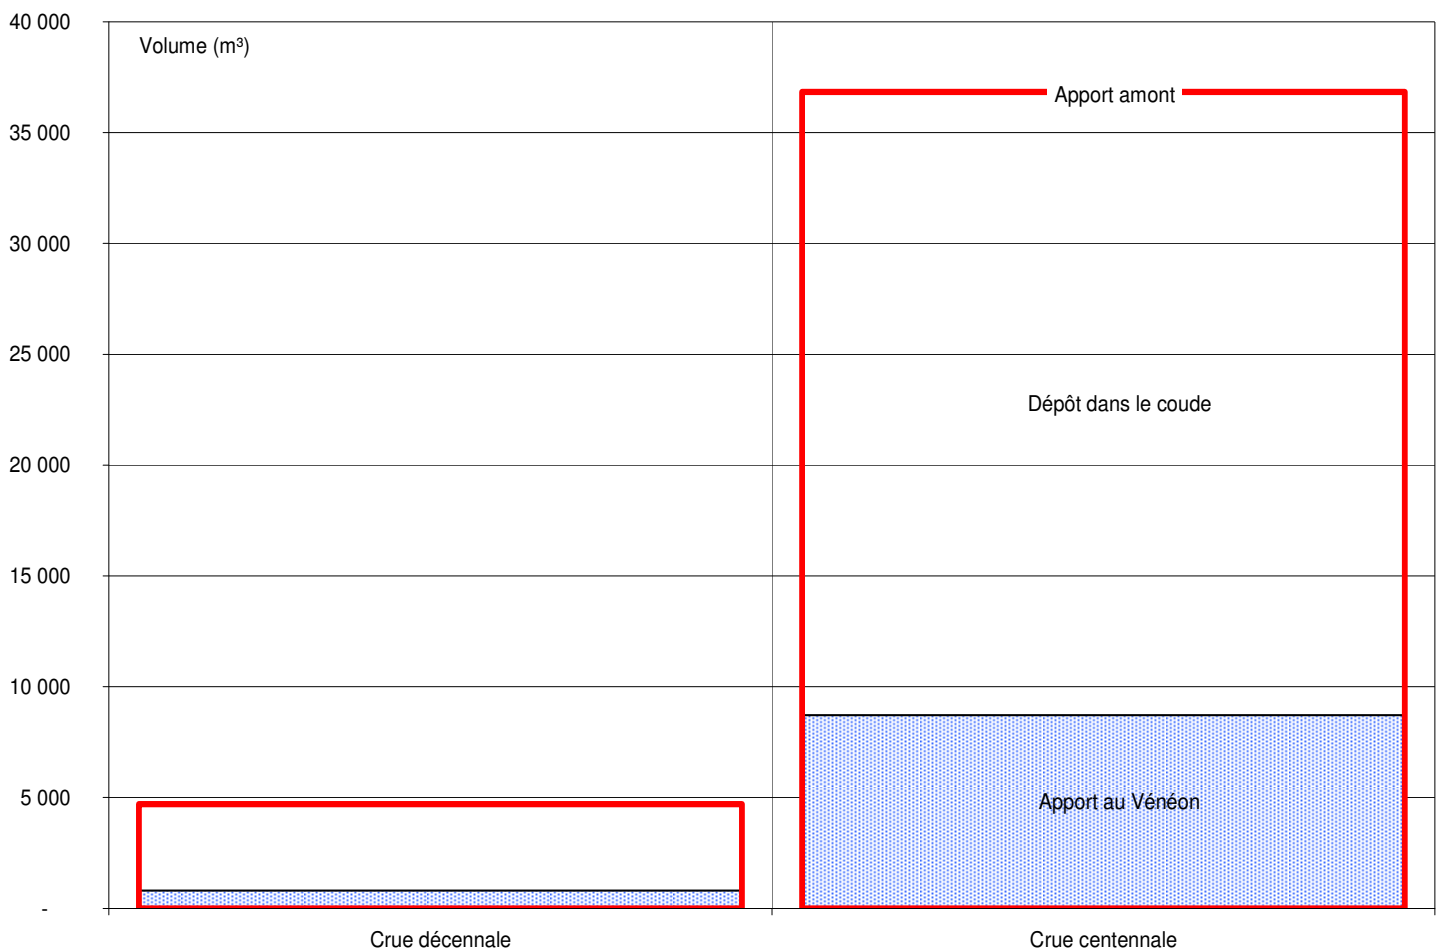 40 000
Volume (m³)
Apport amont
35 000
30 000
25 000
Dépôt dans le coude
20 000
15 000
10 000
5 000
Apport au Vénéon
-
Crue décennale
Crue centennale